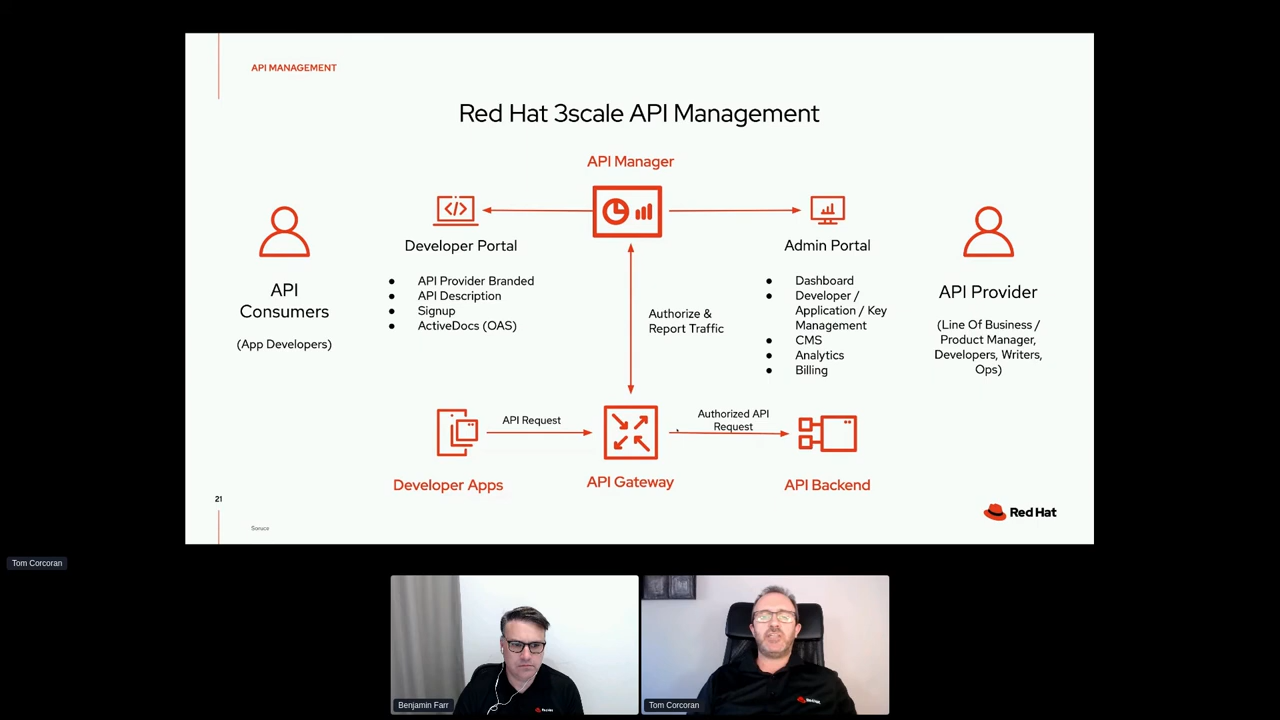 API MANAGEMENT
Red Hat 3scale API Management
API Manager
Developer Portal
● API Provider Branded
● API Description
● Signup
● ActiveDocs (OAS)
Admin Portal
● Dashboard
● Developer /
Application / Key
Management
● CMS
● Analytics
● Billing
API
Consumers
(App Developers)
API Provider
(Line Of Business /
Product Manager,
Developers, Writers,
Ops)
Authorize &
Report Traffic
API Request
Authorized API
Request
Developer Apps
API Gateway
API Backend
21
Soruce
Red Hat
Tom Corcoran
Benjamin Farr
Tom Corcoran